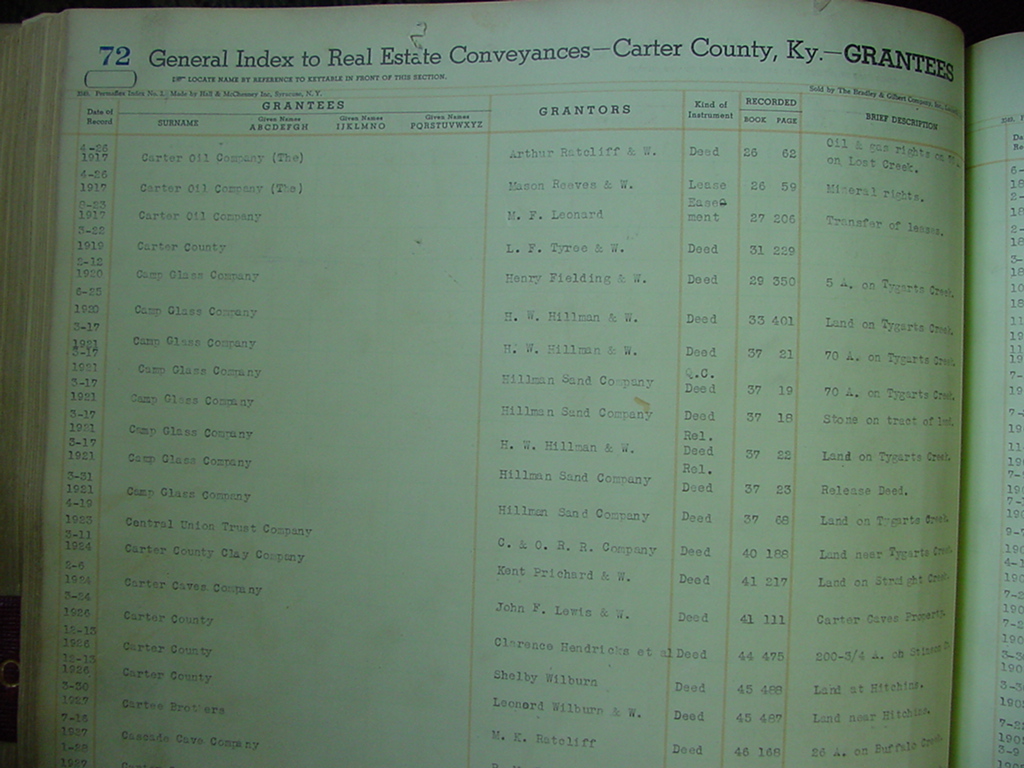 72 General Index to Real Estate Conveyances—Carter County, Ky.—GRANTEES
LOCATE NAME BY REFERENCE TO KEYTABLE IN FRONT OF THIS SECTION.
Made by Hall & McChesney Inc, Syracuse, N. Y. Sold by The Bradley & Gilbert Company,
Date of Record GRANTEES GRANTORS Kind of Instrument RECORDED BRIEF DESCRIPTION
SURNAME Given Names ABCDEFGH Given Names IJKLMNO Given Names PQRSTUVWXYZ BOOK PAGE
4-26 1917 Carter Oil Company (The) Arthur Ratcliff & W. Deed 26 62 Oil & gas rights on on Lost Creek.
4-26 1917 Carter Oil Company (The) Mason Reeves & W. Lease 26 59 Mineral rights.
1917 Carter Oil Company M. F. Leonard Easement 27 206 Transfer of leases.
3-22 1919 Carter County L. F. Tyree & W. Deed 31 229
1920 Camp Glass Company Henry Fielding & W. Deed 29 350 5 A. on Tygarts Creek.
6-25 1920 Camp Glass Company H. W. Hillman & W. Deed 33 401 Land on Tygarts Creek.
3-17 1921 Camp Glass Company H. W. Hillman & W. Deed 37 21 70 A. on Tygarts Creek.
3-17 1921 Camp Glass Company Hillman Sand Company Q.C. Deed 37 19 70 A. on Tygarts Creek.
3-17 1921 Camp Glass Company Hillman Sand Company Deed 37 18 Stone on tract of land.
3-17 1921 Camp Glass Company H. W. Hillman & W. Rel. Deed 37 22 Land on Tygarts Creek.
3-17 1921 Camp Glass Company Hillman Sand Company Rel. Deed 37 23 Release Deed.
3-31 1921 Camp Glass Company Hillman Sand Company Deed 37 68 Land on Tygarts Creek.
4-19 1923 Central Union Trust Company C. & O. R. R. Company Deed 40 188 Land near Tygarts Creek.
3-11 1924 Carter County Clay Company Kent Prichard & W. Deed 41 217 Land on Straight Creek.
2-6 1924 Carter Caves Company John F. Lewis & W. Deed 41 111 Carter Caves Property.
3-24 1926 Carter County Clarence Hendricks et al Deed 44 475 200-3/4 A. on Stinson
12-13 1926 Carter County Shelby Wilburn Deed 45 488 Land at Hitchins.
12-13 1926 Carter County Leonard Wilburn & W. Deed 45 487 Land near Hitchins.
3-30 1927 Cartee Brothers M. K. Ratcliff Deed 46 168 26 A. on Buffalo Creek.
7-16 1927 Cascade Cave Company
1-28 1927